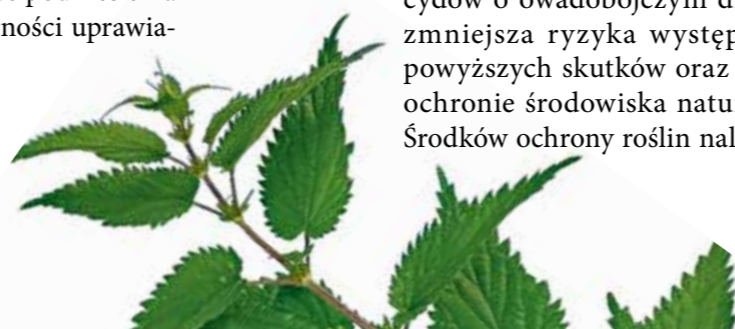 ności uprawia-
cydów o owadobójczym d
zmniejsza ryzyka występ
powyższych skutków oraz
ochronie środowiska natu
Środków ochrony roślin nal